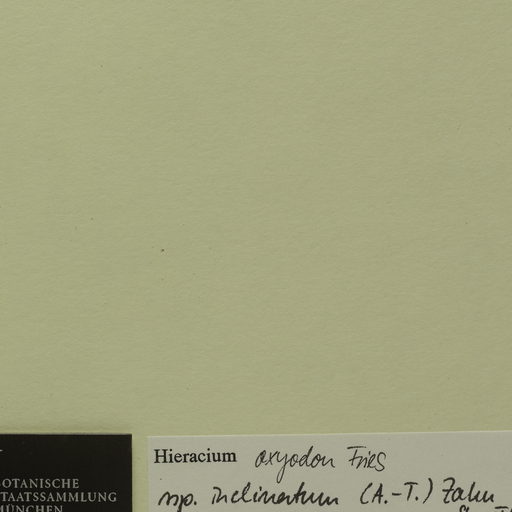 OTANISCHE
TAATSSAMMLUNG
MÜNCHEN
Hieracium oxyodon Fries
ssp. inclinatum (A.-T.) Zahn